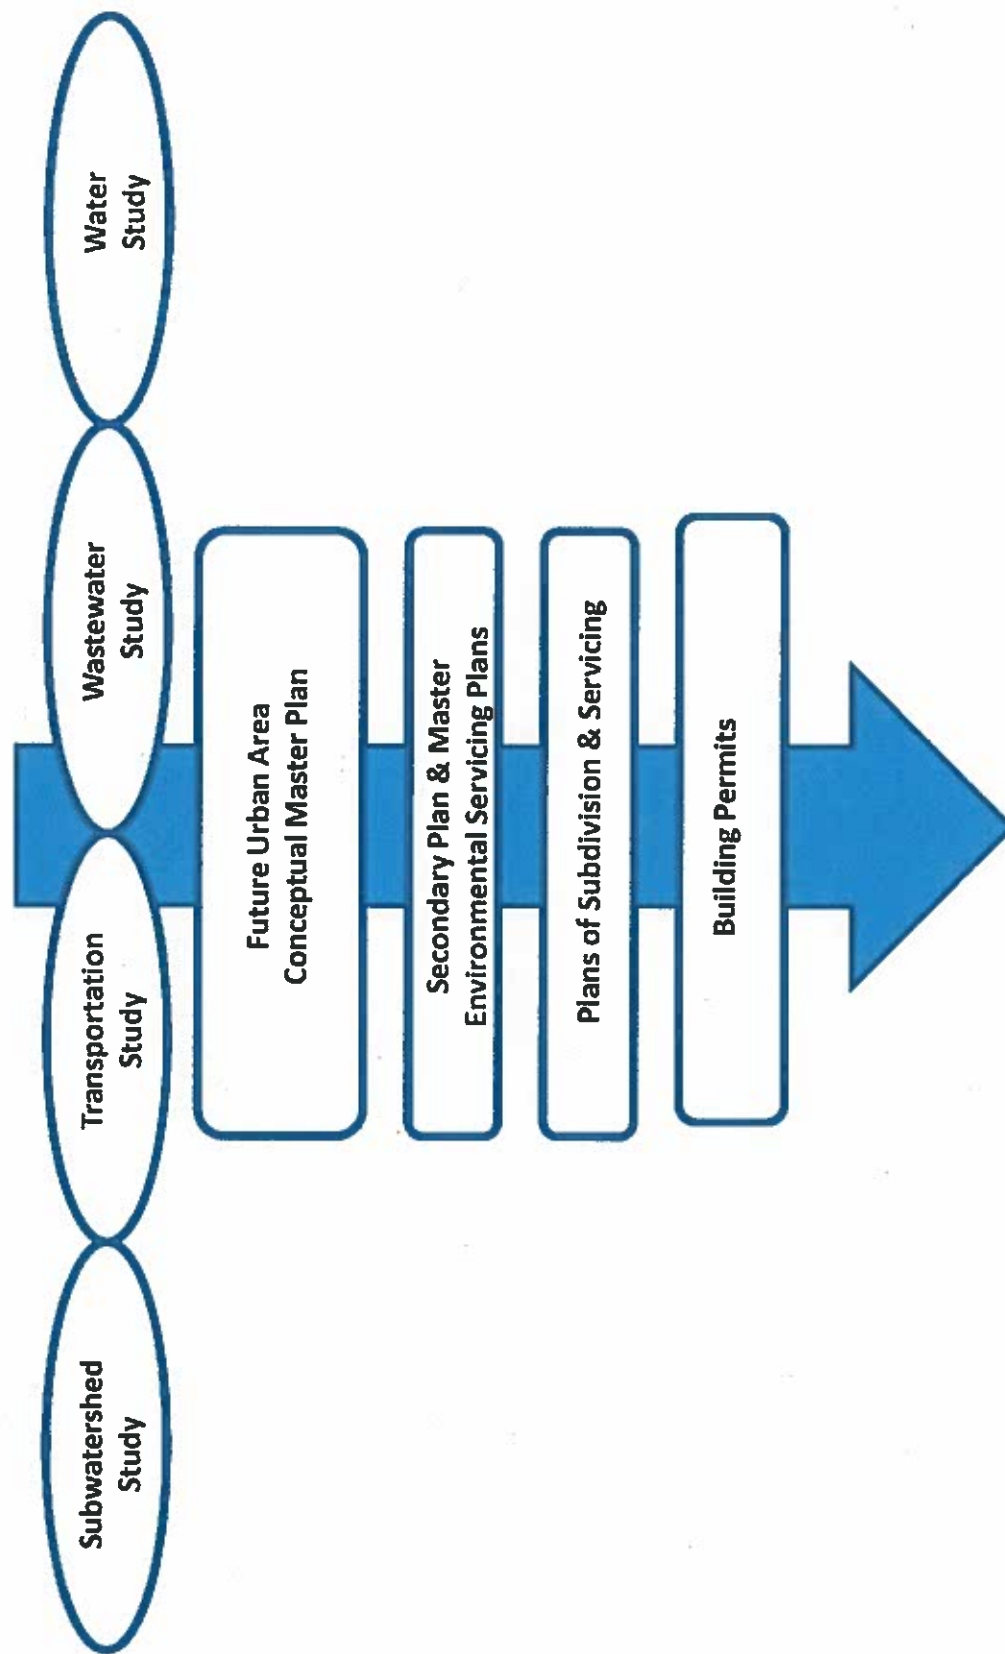 Subwatershed
Study
Transportation
Study
Wastewater
Study
Water
Study
Future Urban Area
Conceptual Master Plan
Secondary Plan & Master
Environmental Servicing Plans
Plans of Subdivision & Servicing
Building Permits